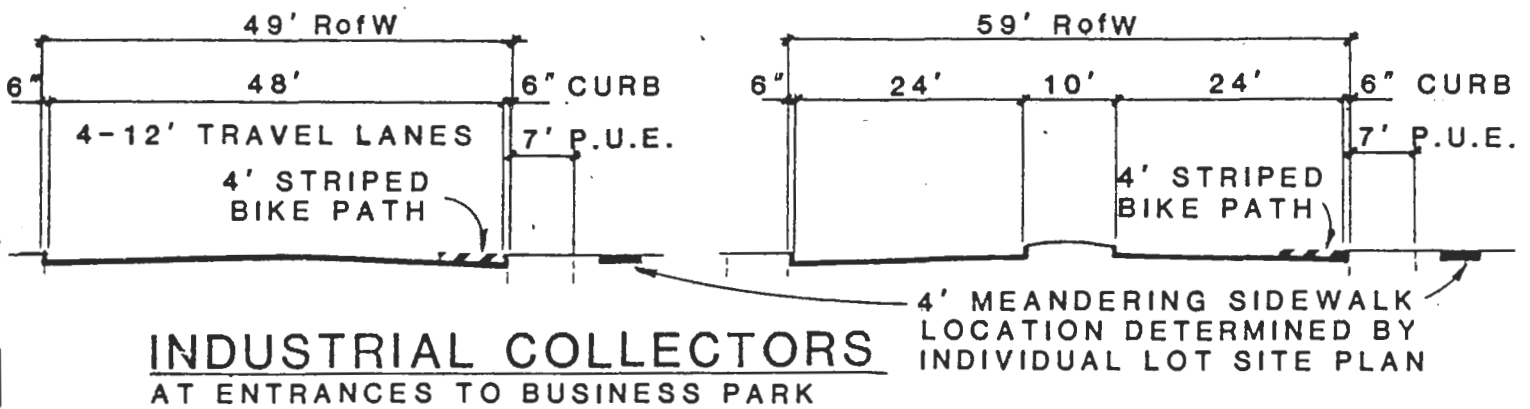 49' RofW
6" 48' 6" CURB
4-12' TRAVEL LANES
7' P.U.E.
4' STRIPED
BIKE PATH
59' RofW
6" 24' 10' 24' 6" CURB
7' P.U.E.
4' STRIPED
BIKE PATH
4' MEANDERING SIDEWALK
LOCATION DETERMINED BY
INDIVIDUAL LOT SITE PLAN
INDUSTRIAL COLLECTORS
AT ENTRANCES TO BUSINESS PARK